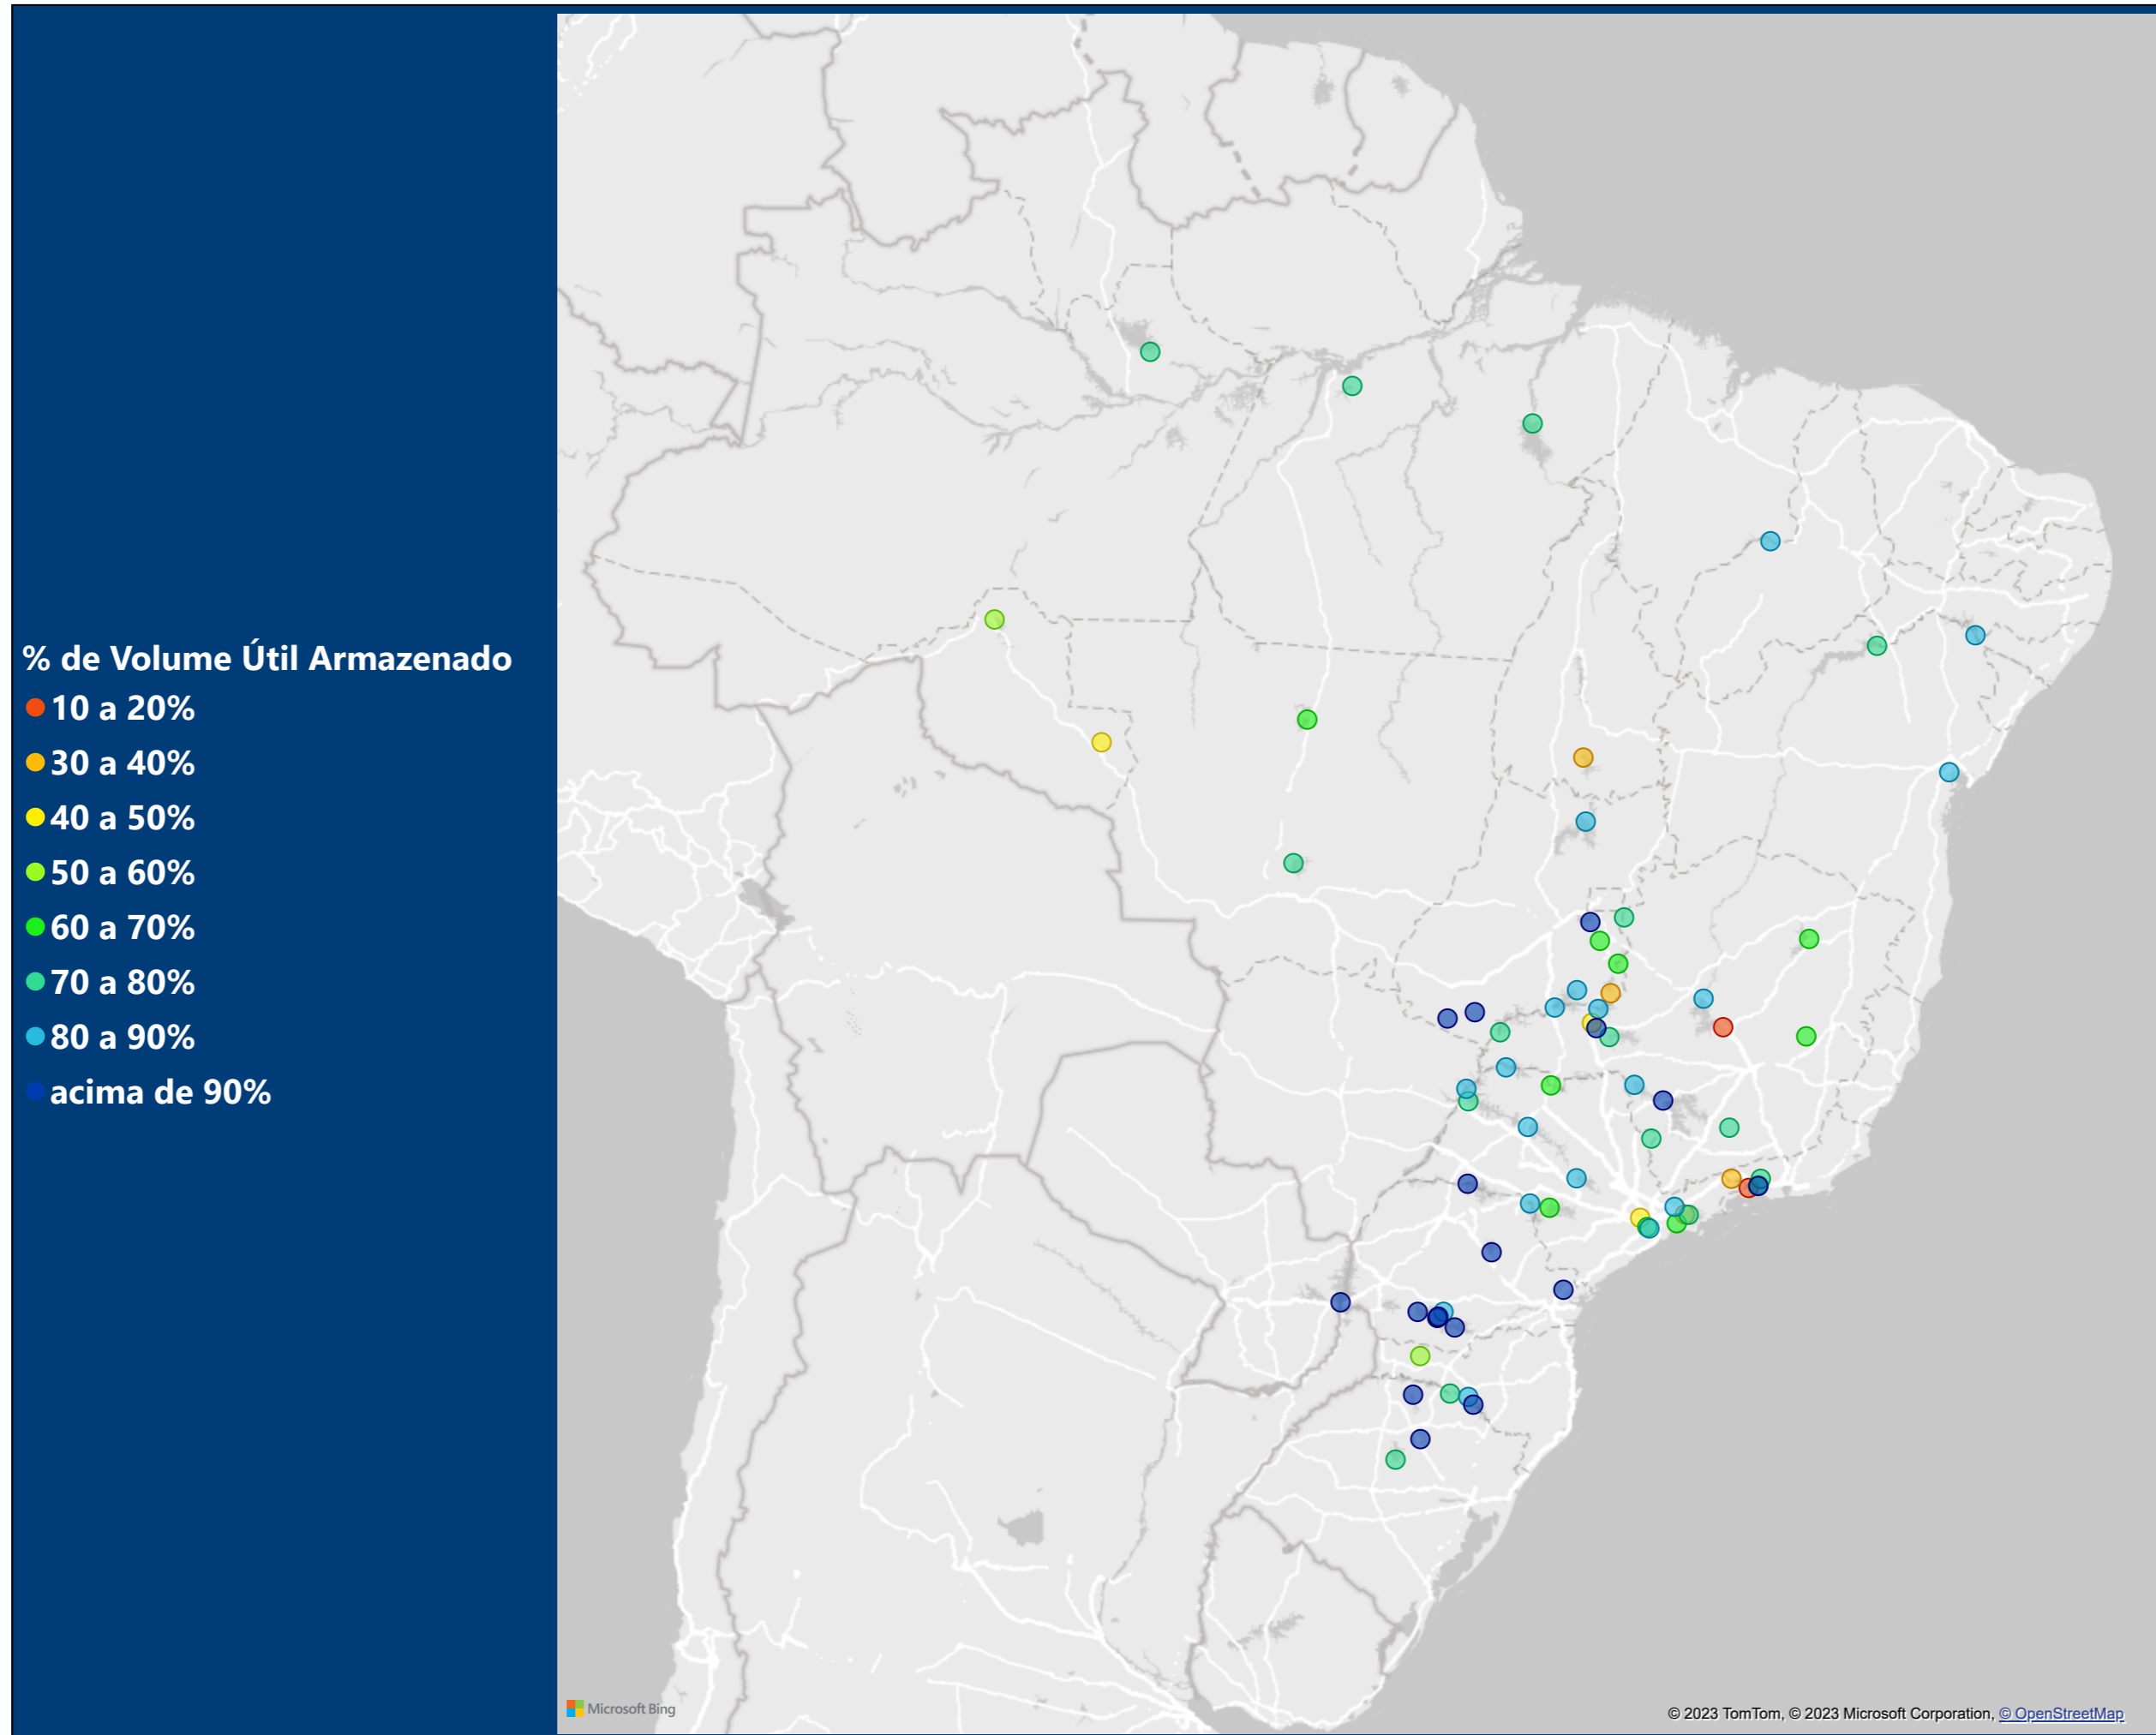 % de Volume Útil Armazenado
10 a 20%
30 a 40%
40 a 50%
50 a 60%
60 a 70%
70 a 80%
80 a 90%
acima de 90%
Microsoft Bing
© 2023 TomTom, © 2023 Microsoft Corporation, © OpenStreetMap